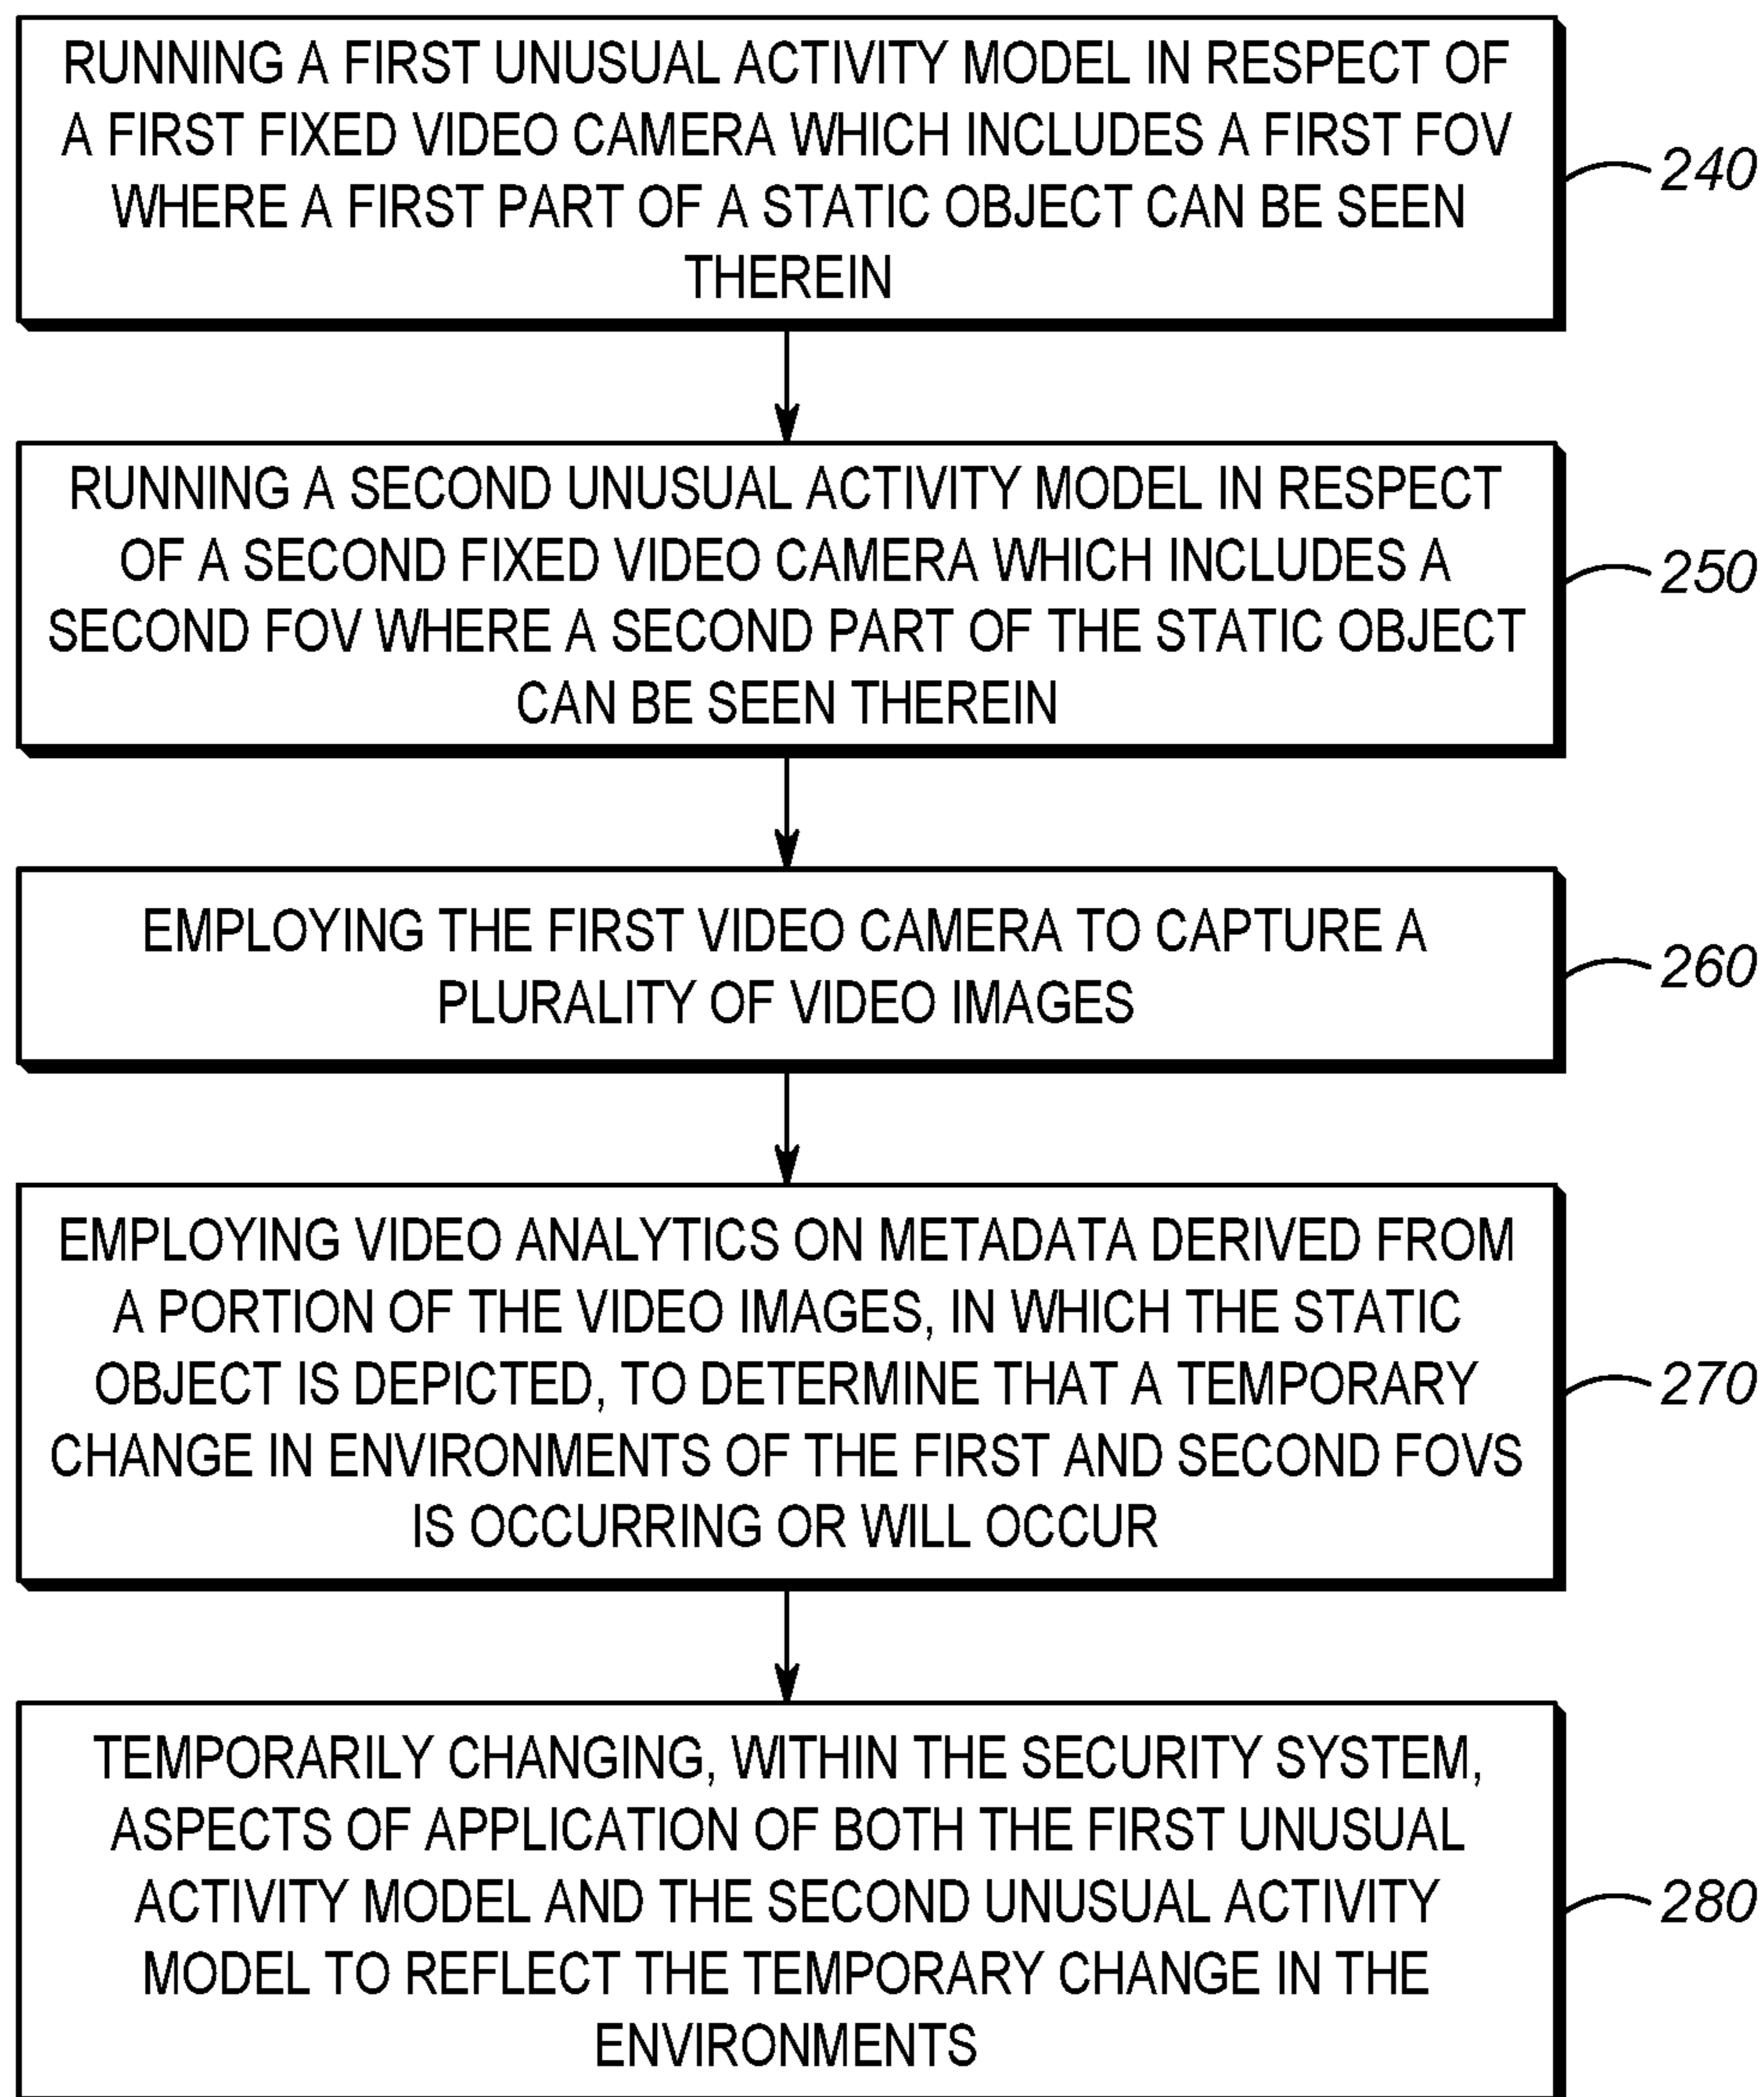 RUNNING A FIRST UNUSUAL ACTIVITY MODEL IN RESPECT OF
A FIRST FIXED VIDEO CAMERA WHICH INCLUDES A FIRST FOV
WHERE A FIRST PART OF A STATIC OBJECT CAN BE SEEN
THEREIN
240
RUNNING A SECOND UNUSUAL ACTIVITY MODEL IN RESPECT
OF A SECOND FIXED VIDEO CAMERA WHICH INCLUDES A
SECOND FOV WHERE A SECOND PART OF THE STATIC OBJECT
CAN BE SEEN THEREIN
250
EMPLOYING THE FIRST VIDEO CAMERA TO CAPTURE A
PLURALITY OF VIDEO IMAGES
260
EMPLOYING VIDEO ANALYTICS ON METADATA DERIVED FROM
A PORTION OF THE VIDEO IMAGES, IN WHICH THE STATIC
OBJECT IS DEPICTED, TO DETERMINE THAT A TEMPORARY
CHANGE IN ENVIRONMENTS OF THE FIRST AND SECOND FOVS
IS OCCURRING OR WILL OCCUR
270
TEMPORARILY CHANGING, WITHIN THE SECURITY SYSTEM,
ASPECTS OF APPLICATION OF BOTH THE FIRST UNUSUAL
ACTIVITY MODEL AND THE SECOND UNUSUAL ACTIVITY
MODEL TO REFLECT THE TEMPORARY CHANGE IN THE
ENVIRONMENTS
280